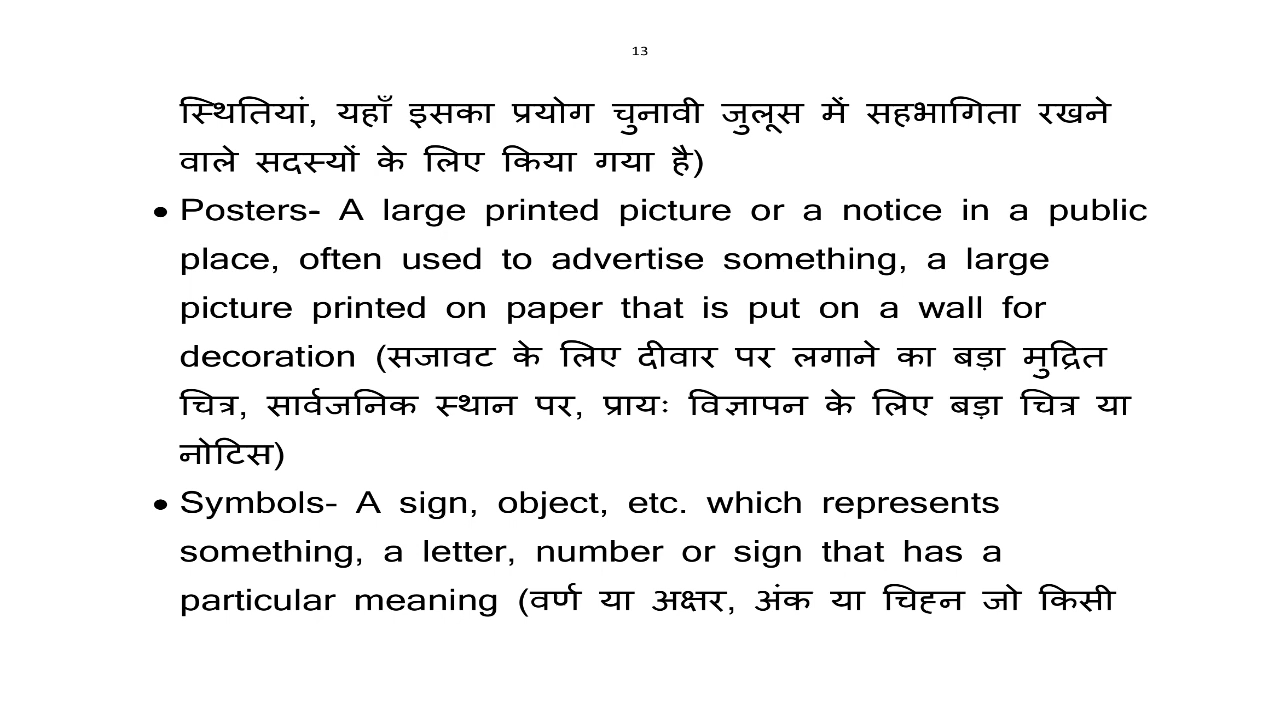 13
स्थितियां, यहाँ इसका प्रयोग चुनावी जुलूस में सहभागिता रखने
वाले सदस्यों के लिए किया गया है)
• Posters- A large printed picture or a notice in a public
place, often used to advertise something, a large
picture printed on paper that is put on a wall for
decoration (सजावट के लिए दीवार पर लगाने का बड़ा मुद्रित
चित्र, सार्वजनिक स्थान पर, प्रायः विज्ञापन के लिए बड़ा चित्र या
नोटिस)
• Symbols- A sign, object, etc. which represents
something, a letter, number or sign that has a
particular meaning (वर्ण या अक्षर, अंक या चिह्न जो किसी